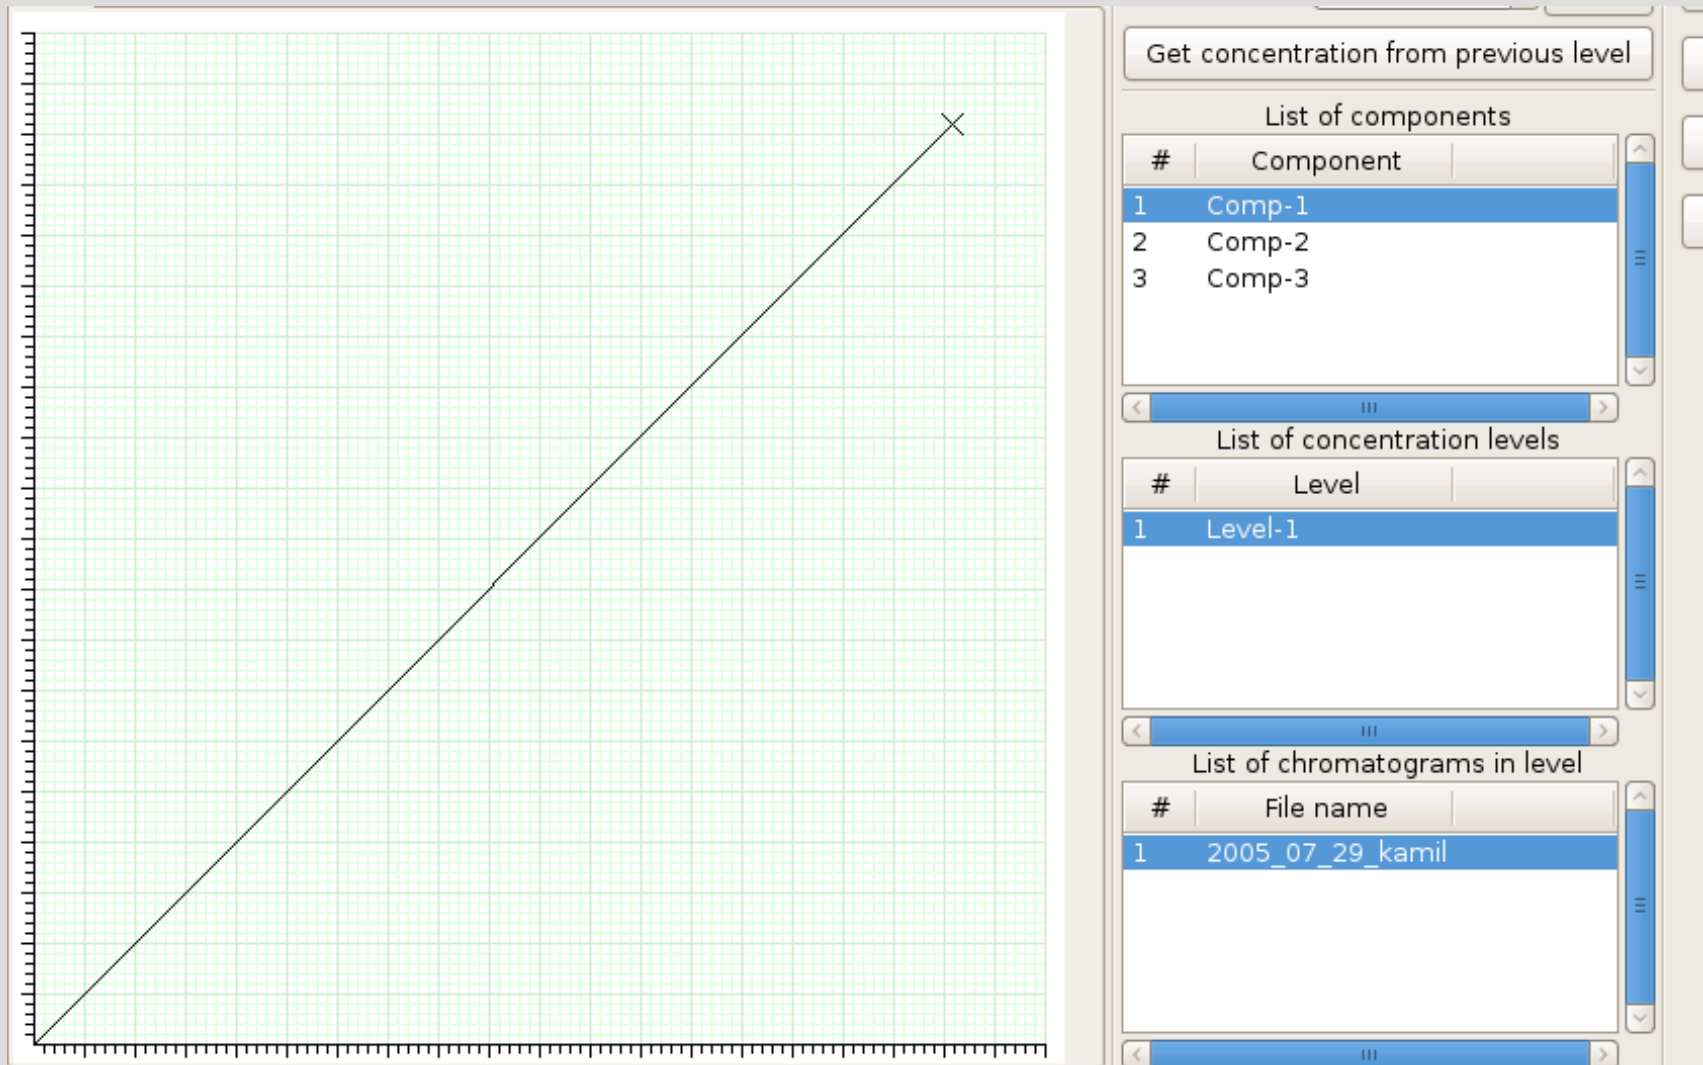 Get concentration from previous level
List of components
# Component
1 Comp-1
2 Comp-2
3 Comp-3
List of concentration levels
# Level
1 Level-1
List of chromatograms in level
# File name
1 2005_07_29_kamil